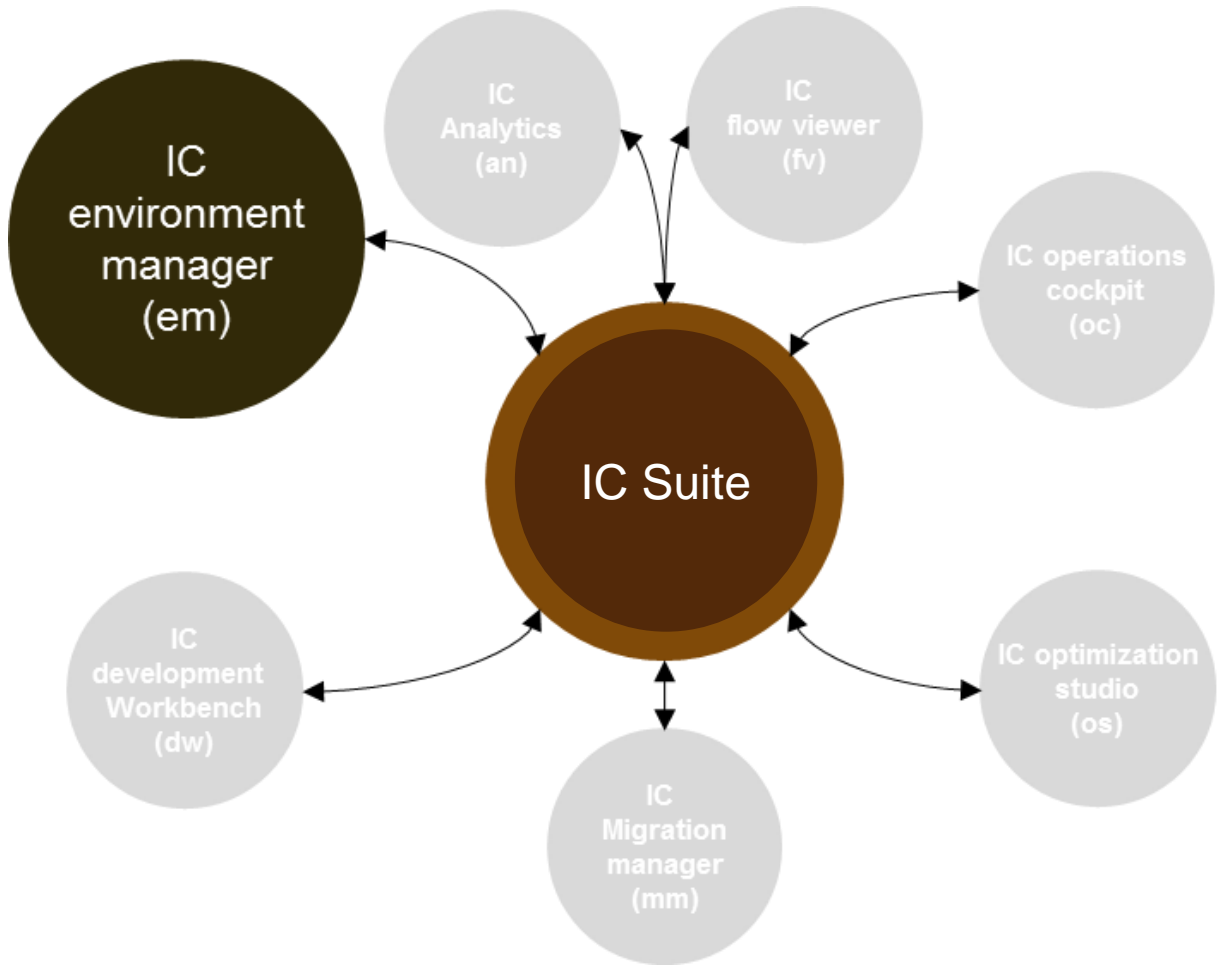 IC
environment
manager
(em)
IC
Analytics
(an)
IC
flow viewer
(fv)
IC operations
cockpit
(oc)
IC Suite
IC
development
Workbench
(dw)
IC
Migration
manager
(mm)
IC optimization
studio
(os)